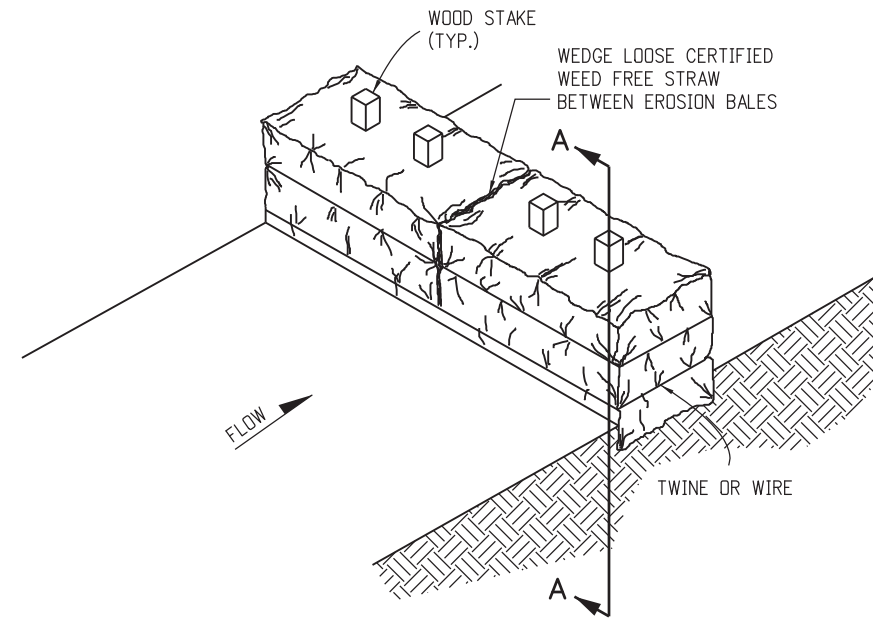 WOOD STAKE
(TYP.)
WEDGE LOOSE CERTIFIED
WEED FREE STRAW
BETWEEN EROSION BALES
A
FLOW
TWINE OR WIRE
A